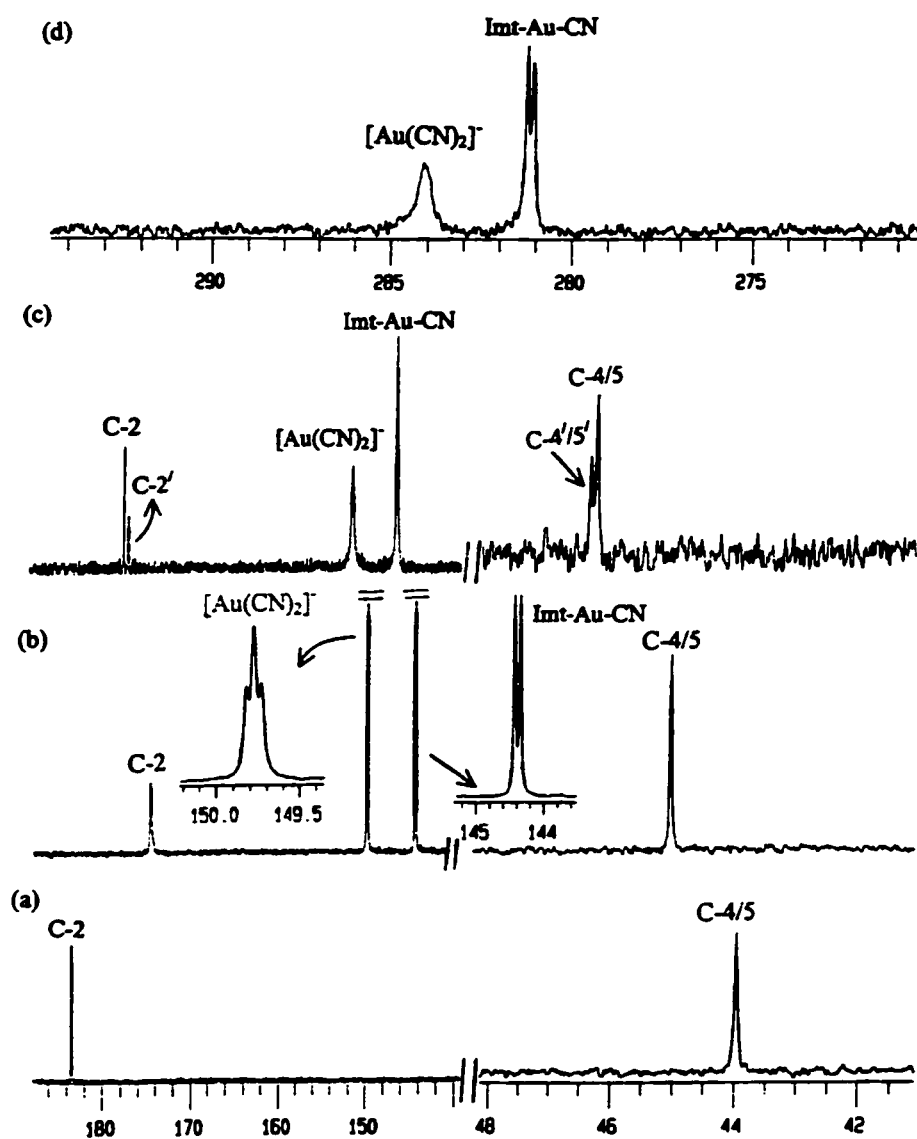 (d)
Imt-Au-CN
[Au(CN)₂]⁻
290 285 280 275
(c)
Imt-Au-CN
C-2
C-2′
[Au(CN)₂]⁻
C-4/5
C-4′/5′
(b)
[Au(CN)₂]⁻
Imt-Au-CN
C-4/5
C-2
150.0 149.5
145 144
(a)
C-2
C-4/5
180 170 160 150 48 46 44 42